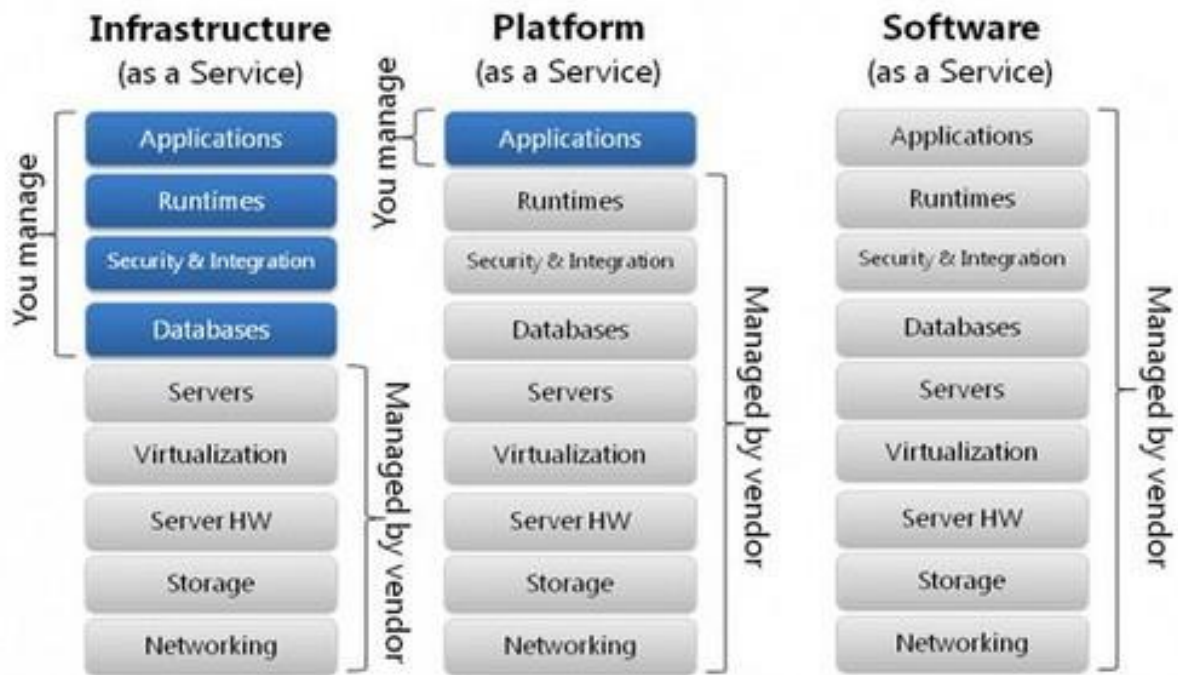 Infrastructure
(as a Service)
You manage
Applications
Runtimes
Security & Integration
Databases
Servers
Virtualization
Server HW
Storage
Networking
Managed by vendor
Platform
(as a Service)
You manage
Applications
Runtimes
Security & Integration
Databases
Servers
Virtualization
Server HW
Storage
Networking
Managed by vendor
Software
(as a Service)
Applications
Runtimes
Security & Integration
Databases
Servers
Virtualization
Server HW
Storage
Networking
Managed by vendor